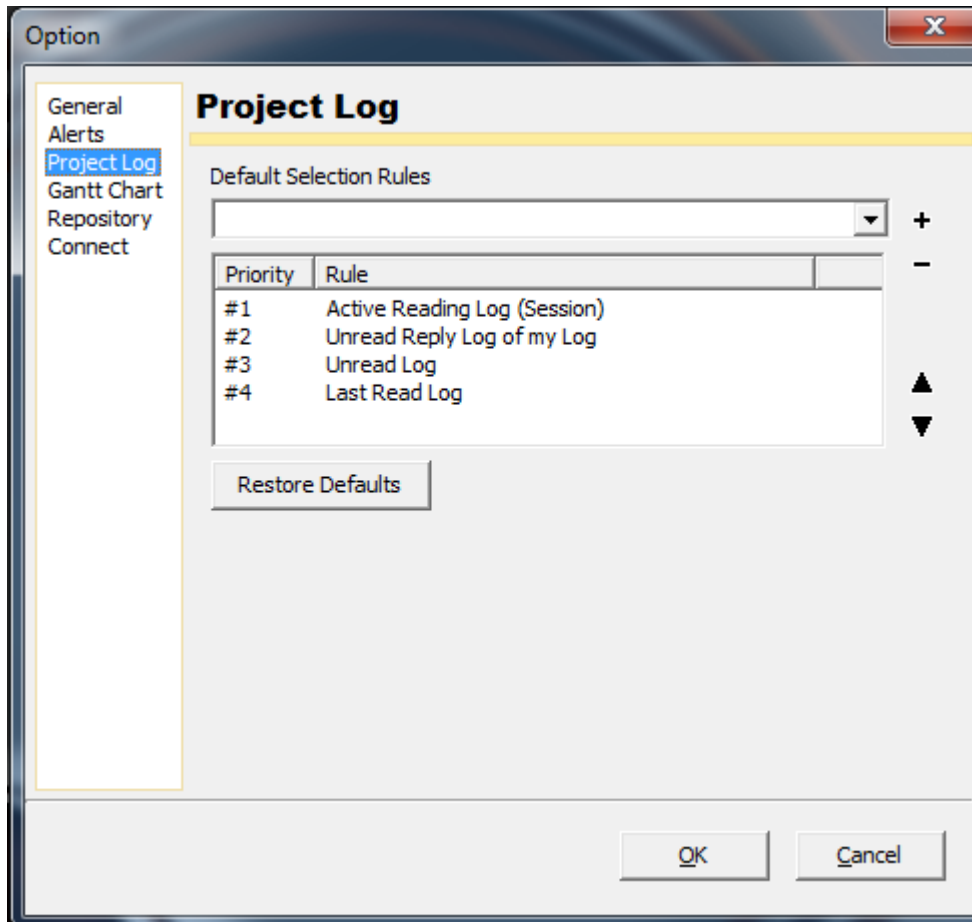 Option
X
General
Alerts
Project Log
Gantt Chart
Repository
Connect
Project Log
Default Selection Rules
+
−
Priority Rule
#1 Active Reading Log (Session)
#2 Unread Reply Log of my Log
#3 Unread Log
#4 Last Read Log
▲
▼
Restore Defaults
OK Cancel